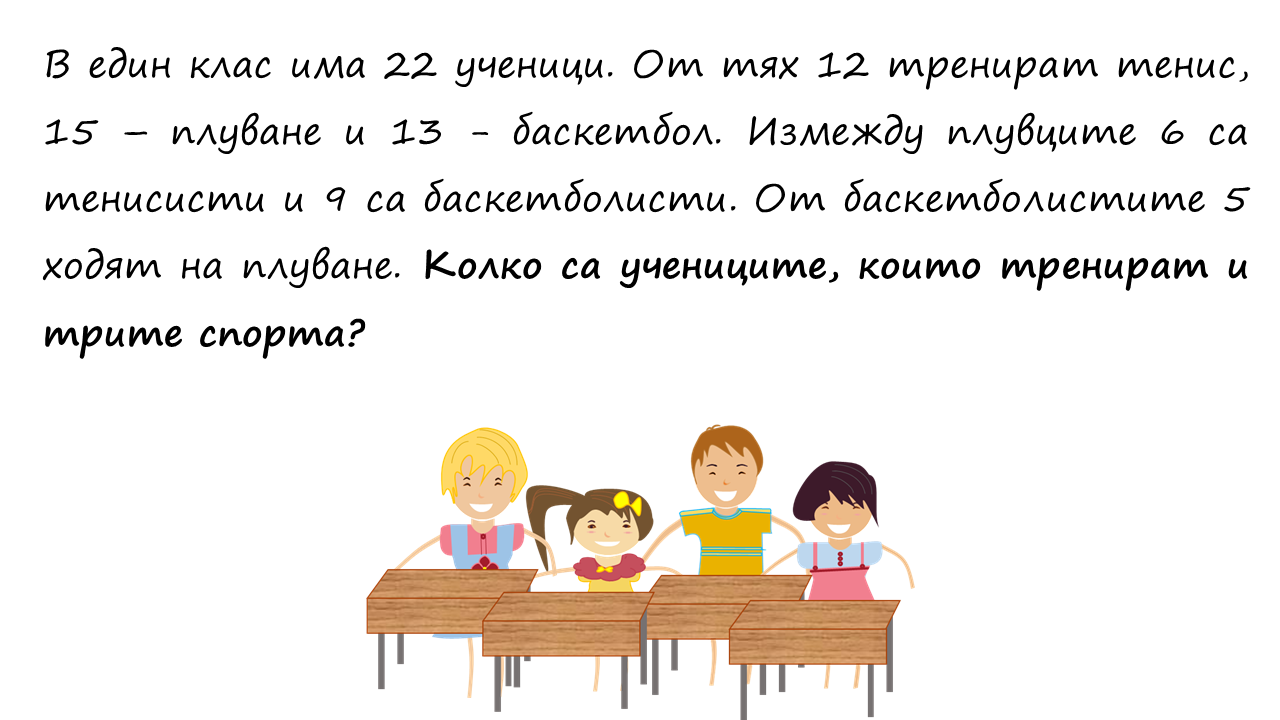 В един клас има 22 ученици. От тях 12 тренират тенис,
15 – плуване и 13 - баскетбол. Измежду плувците 6 са
тенисисти и 9 са баскетболисти. От баскетболистите 5
ходят на плуване. Колко са учениците, които тренират и
трите спорта?